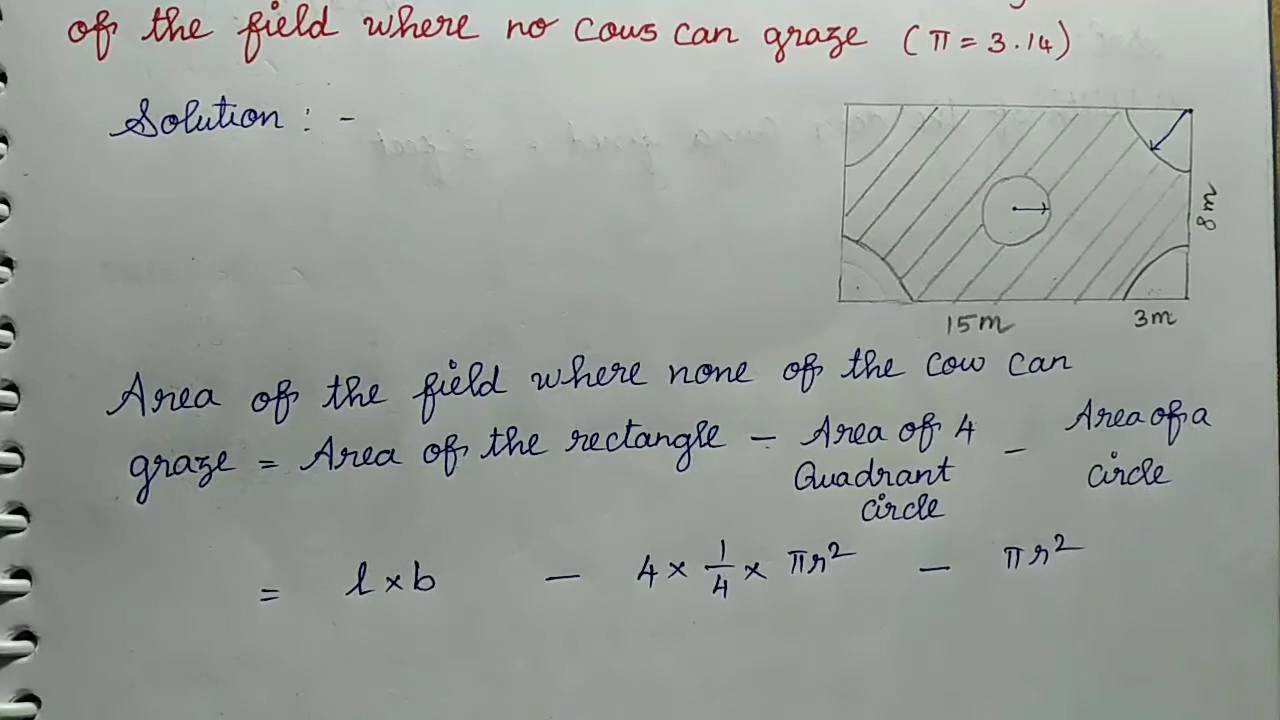 of the field where no cows can graze (π = 3.14)
Solution : -
8m
15m
3m
Area of the field where none of the cow can
graze = Area of the rectangle - Area of 4 Quadrant circle - Area of a circle
= l × b - 4 × 1/4 × πr² - πr²